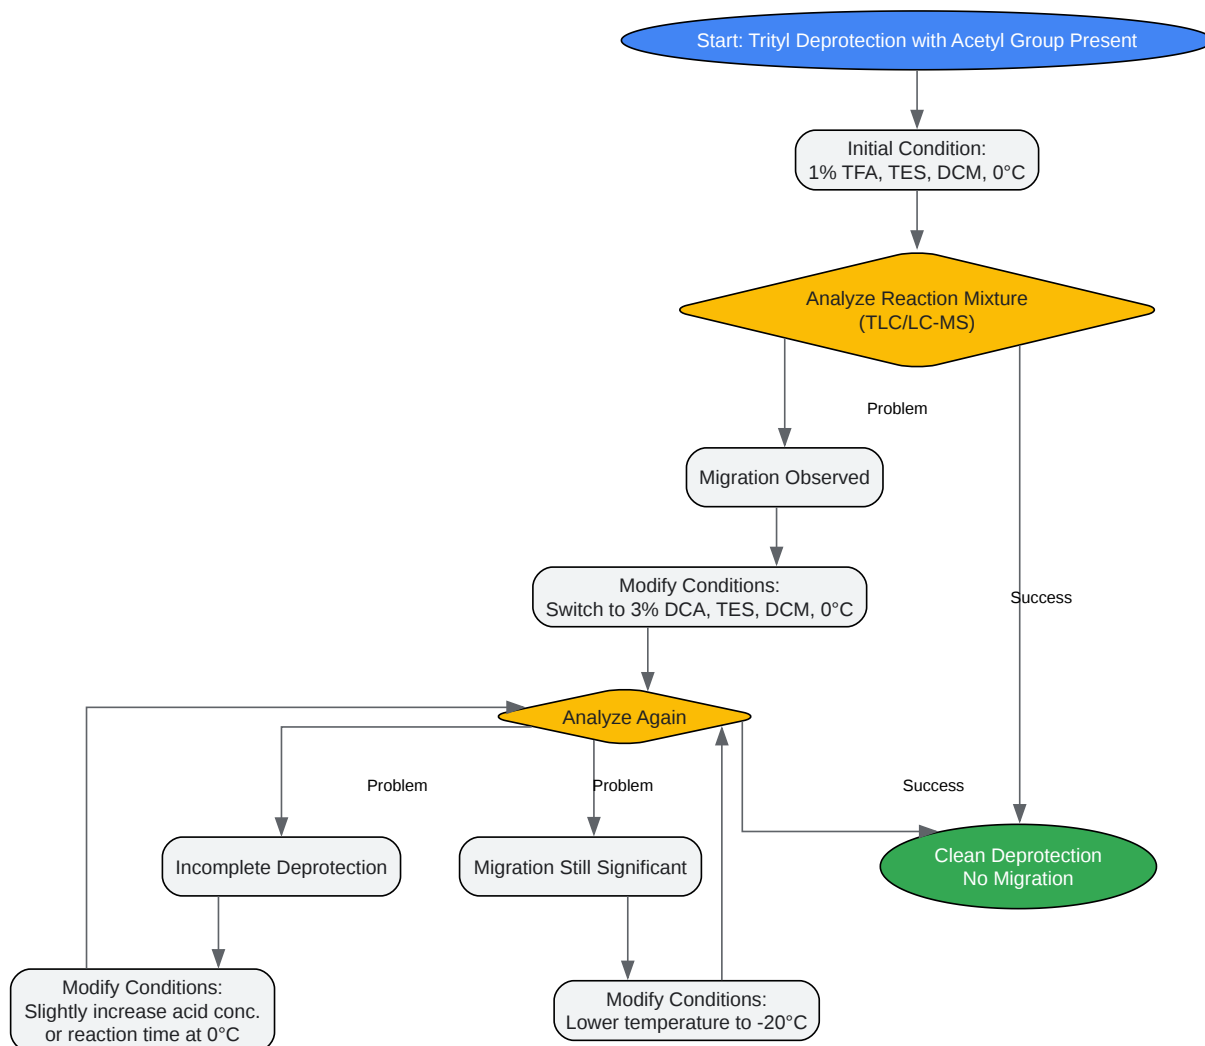 Start: Trityl Deprotection with Acetyl Group Present
Initial Condition:
1% TFA, TES, DCM, 0°C
Analyze Reaction Mixture
(TLC/LC-MS)
Problem
Migration Observed
Modify Conditions:
Switch to 3% DCA, TES, DCM, 0°C
Success
Analyze Again
Problem
Problem
Success
Incomplete Deprotection
Migration Still Significant
Clean Deprotection
No Migration
Modify Conditions:
Slightly increase acid conc.
or reaction time at 0°C
Modify Conditions:
Lower temperature to -20°C